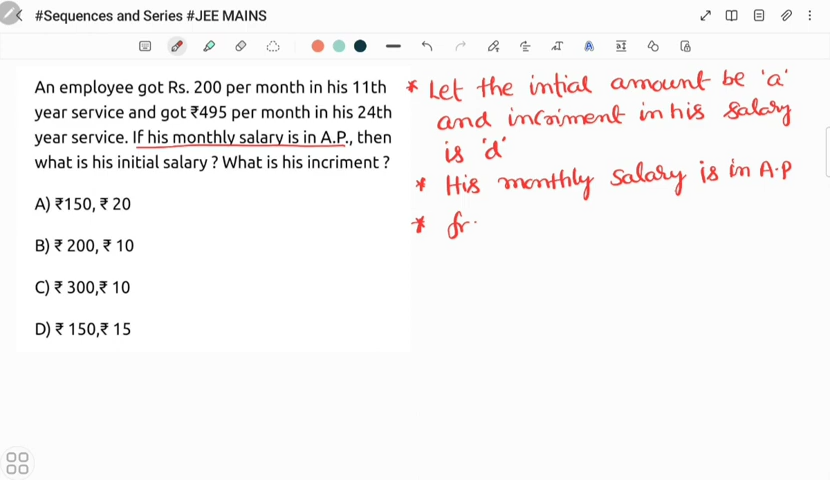 #Sequences and Series #JEE MAINS
An employee got Rs. 200 per month in his 11th
year service and got ₹495 per month in his 24th
year service. If his monthly salary is in A.P., then
what is his initial salary ? What is his incriment ?
A) ₹150, ₹ 20
B) ₹ 200, ₹ 10
C) ₹ 300,₹ 10
D) ₹ 150,₹ 15
* Let the intial amount be 'a'
and incriment in his salary
is 'd'
* His monthly salary is in A.P
* fr.